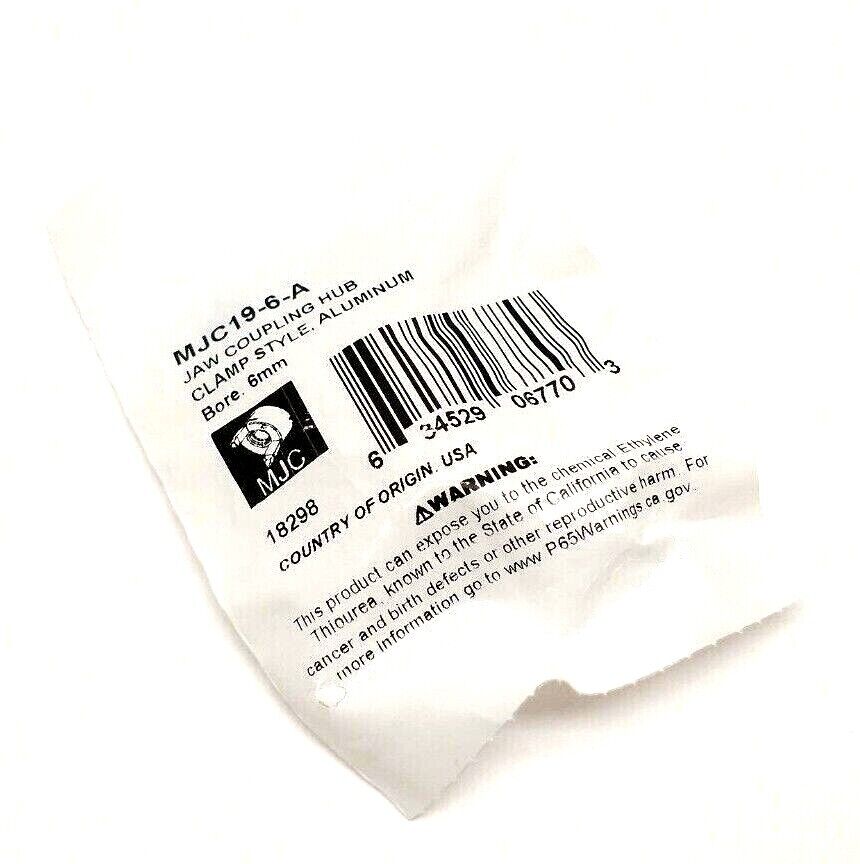 MJC19-6-A
JAW COUPLING HUB
CLAMP STYLE, ALUMINUM
Bore. 6mm
MJC
6 34529 06770 3
18298
COUNTRY OF ORIGIN. USA
⚠WARNING:
This product can expose you to the chemical Ethylene
Thiourea, known to the State of California to cause
cancer and birth defects or other reproductive harm. For
more information go to www P65Warnings ca gov.